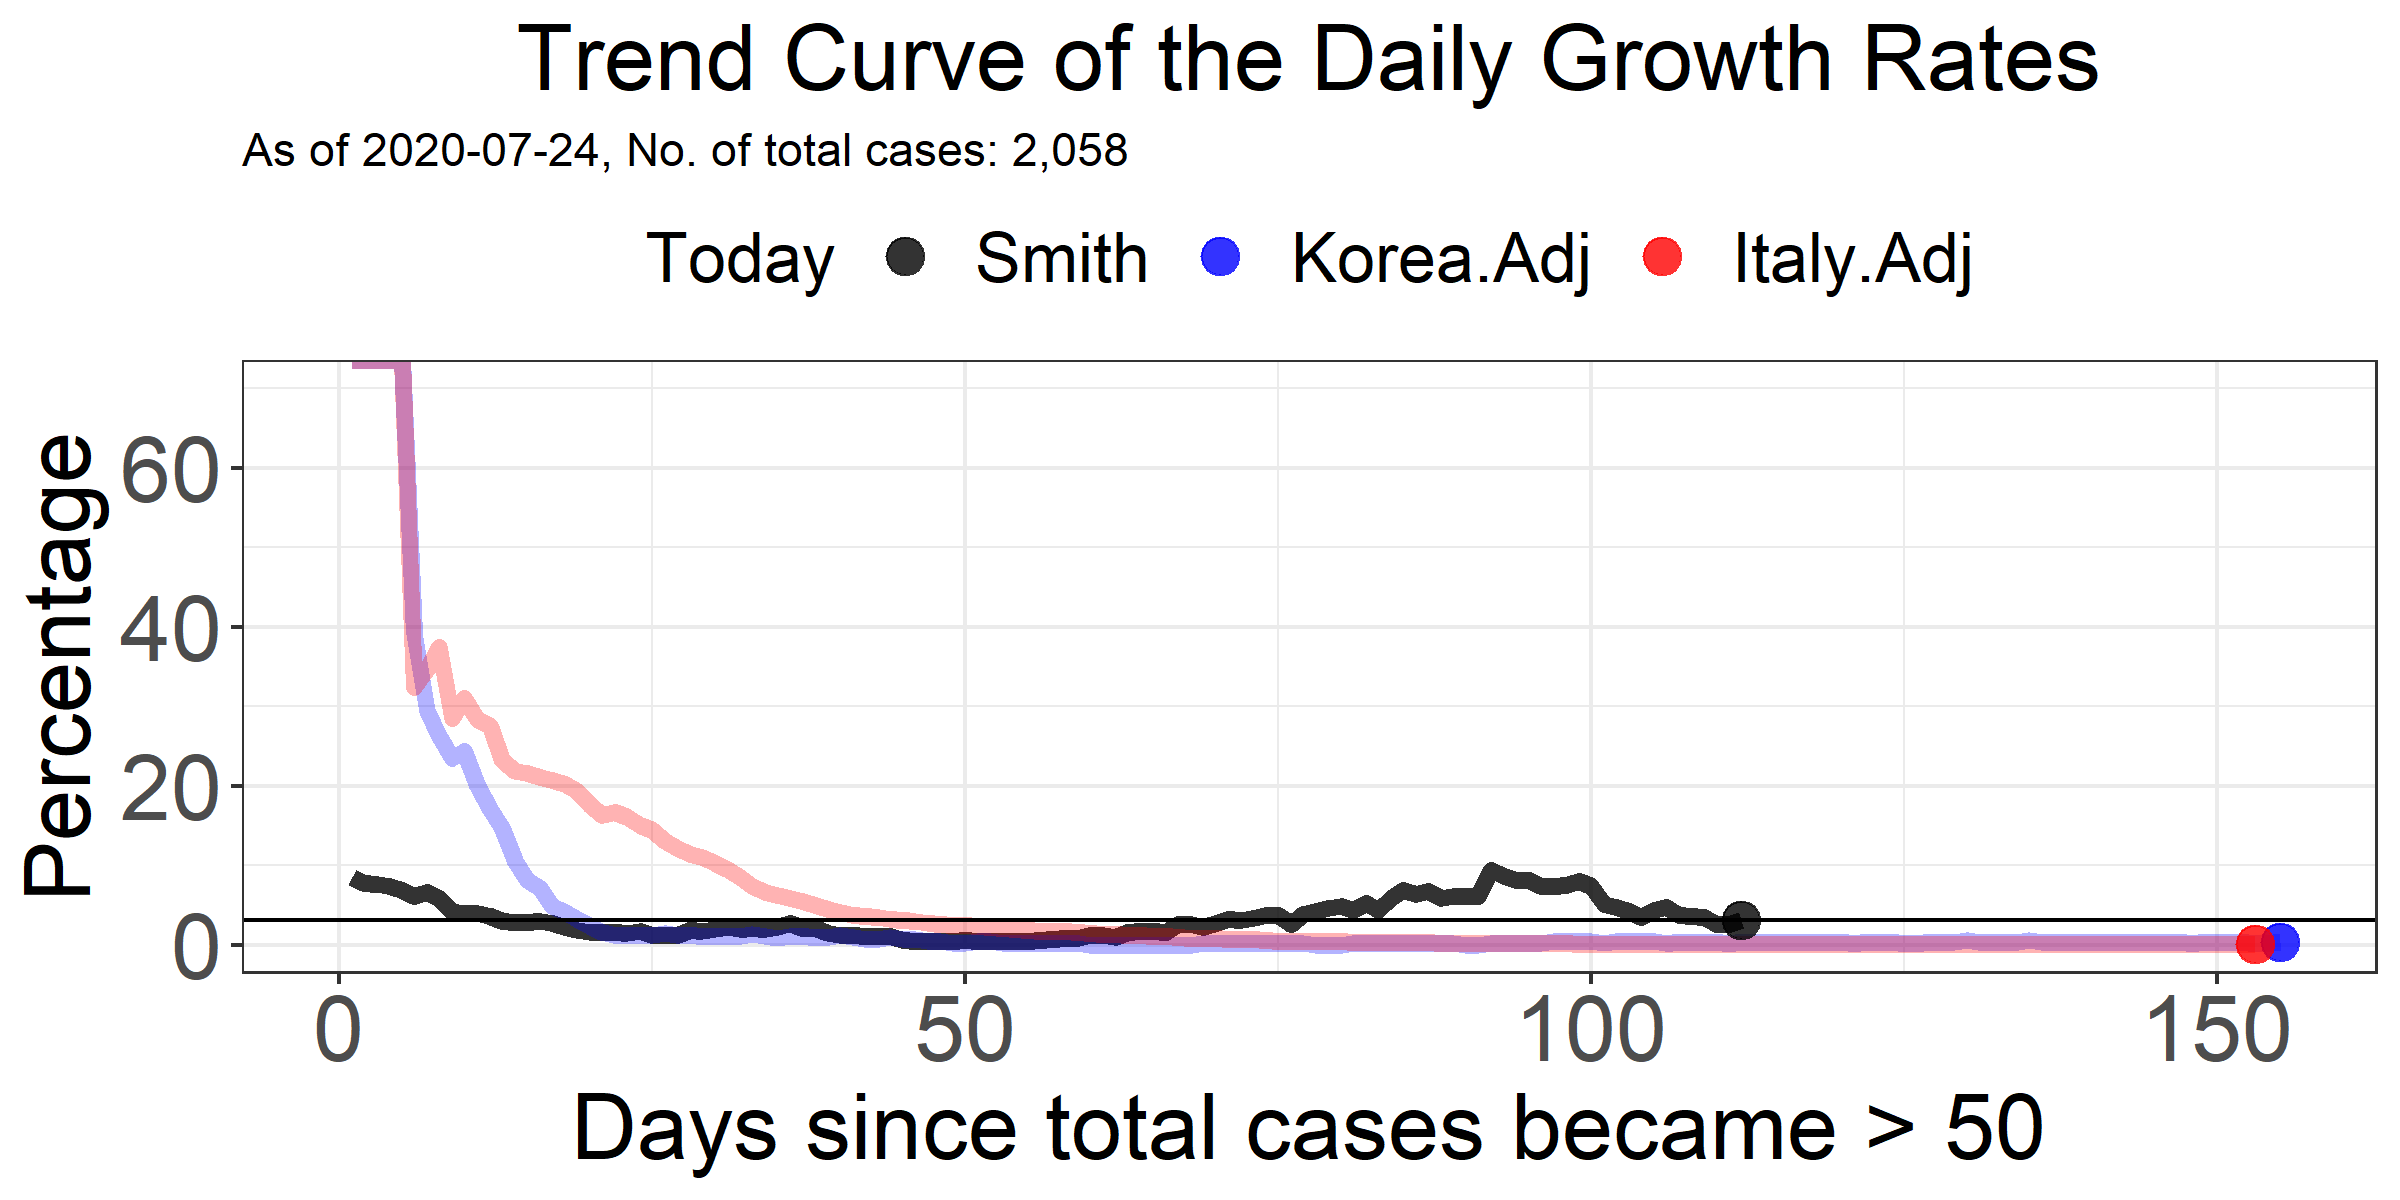 Trend Curve of the Daily Growth Rates
As of 2020-07-24, No. of total cases: 2,058
Today Smith Korea.Adj Italy.Adj
Percentage
60
40
20
0
0 50 100 150
Days since total cases became > 50